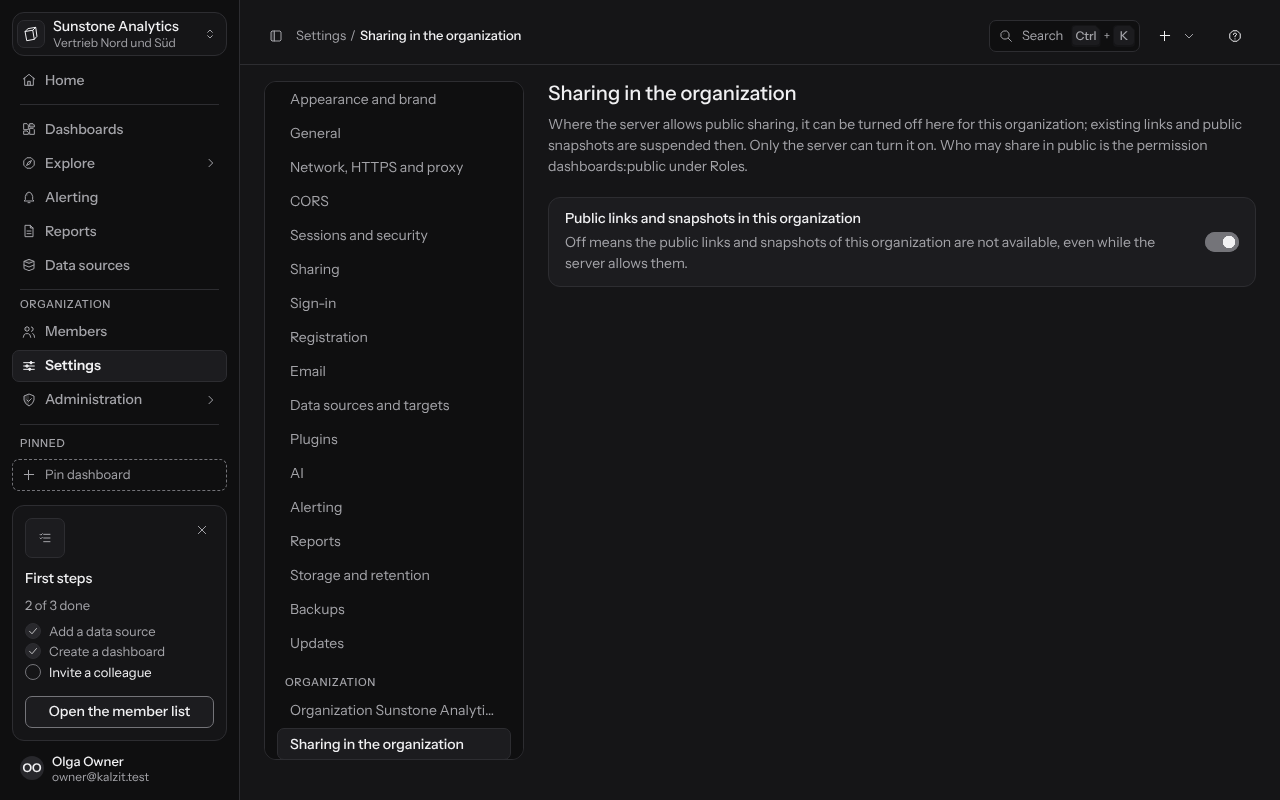 Sunstone Analytics
Vertrieb Nord und Süd
Home
Dashboards
Explore
Alerting
Reports
Data sources
ORGANIZATION
Members
Settings
Administration
PINNED
Pin dashboard
First steps
2 of 3 done
Add a data source
Create a dashboard
Invite a colleague
Open the member list
OO
Olga Owner
owner@kalzit.test
Settings / Sharing in the organization
Search Ctrl + K
Appearance and brand
General
Network, HTTPS and proxy
CORS
Sessions and security
Sharing
Sign-in
Registration
Email
Data sources and targets
Plugins
AI
Alerting
Reports
Storage and retention
Backups
Updates
ORGANIZATION
Organization Sunstone Analyti...
Sharing in the organization
Sharing in the organization
Where the server allows public sharing, it can be turned off here for this organization; existing links and public
snapshots are suspended then. Only the server can turn it on. Who may share in public is the permission
dashboards:public under Roles.
Public links and snapshots in this organization
Off means the public links and snapshots of this organization are not available, even while the
server allows them.